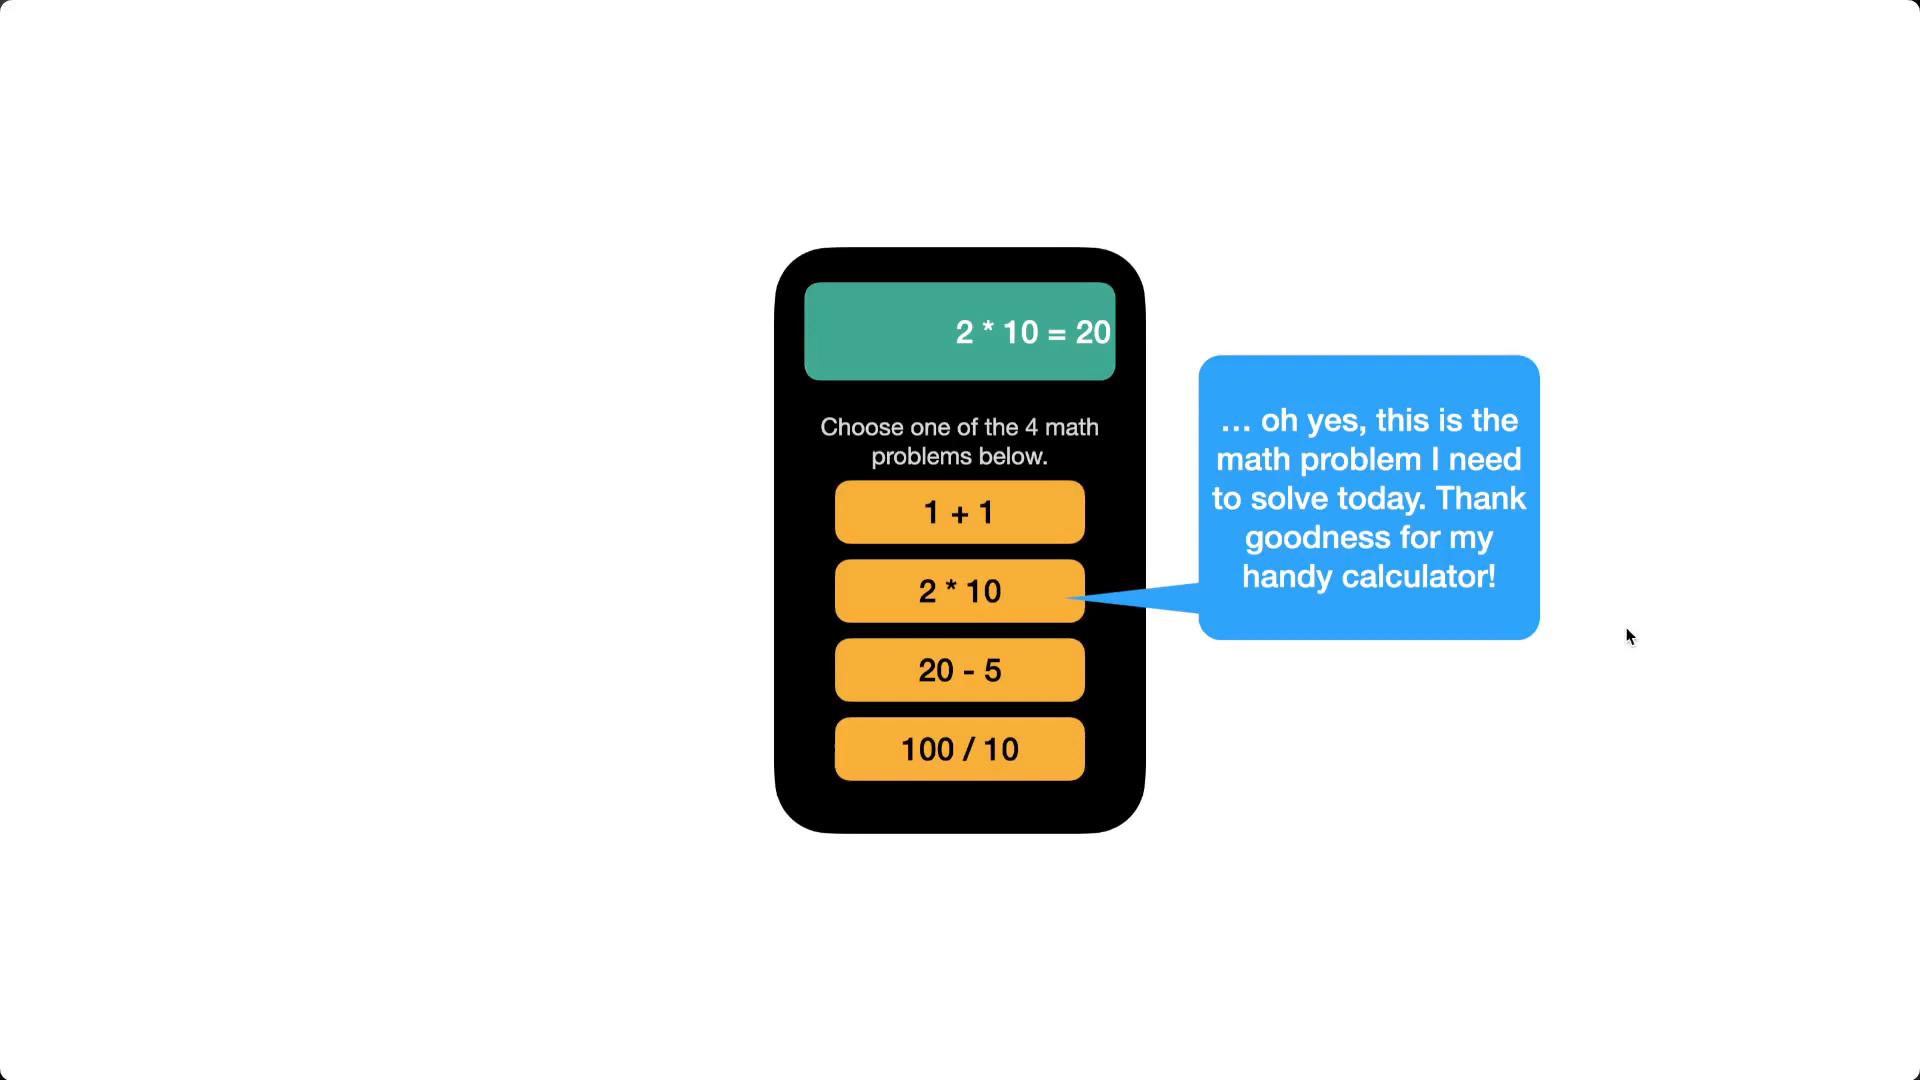 2 * 10 = 20
Choose one of the 4 math
problems below.
1 + 1
2 * 10
20 - 5
100 / 10
... oh yes, this is the
math problem I need
to solve today. Thank
goodness for my
handy calculator!